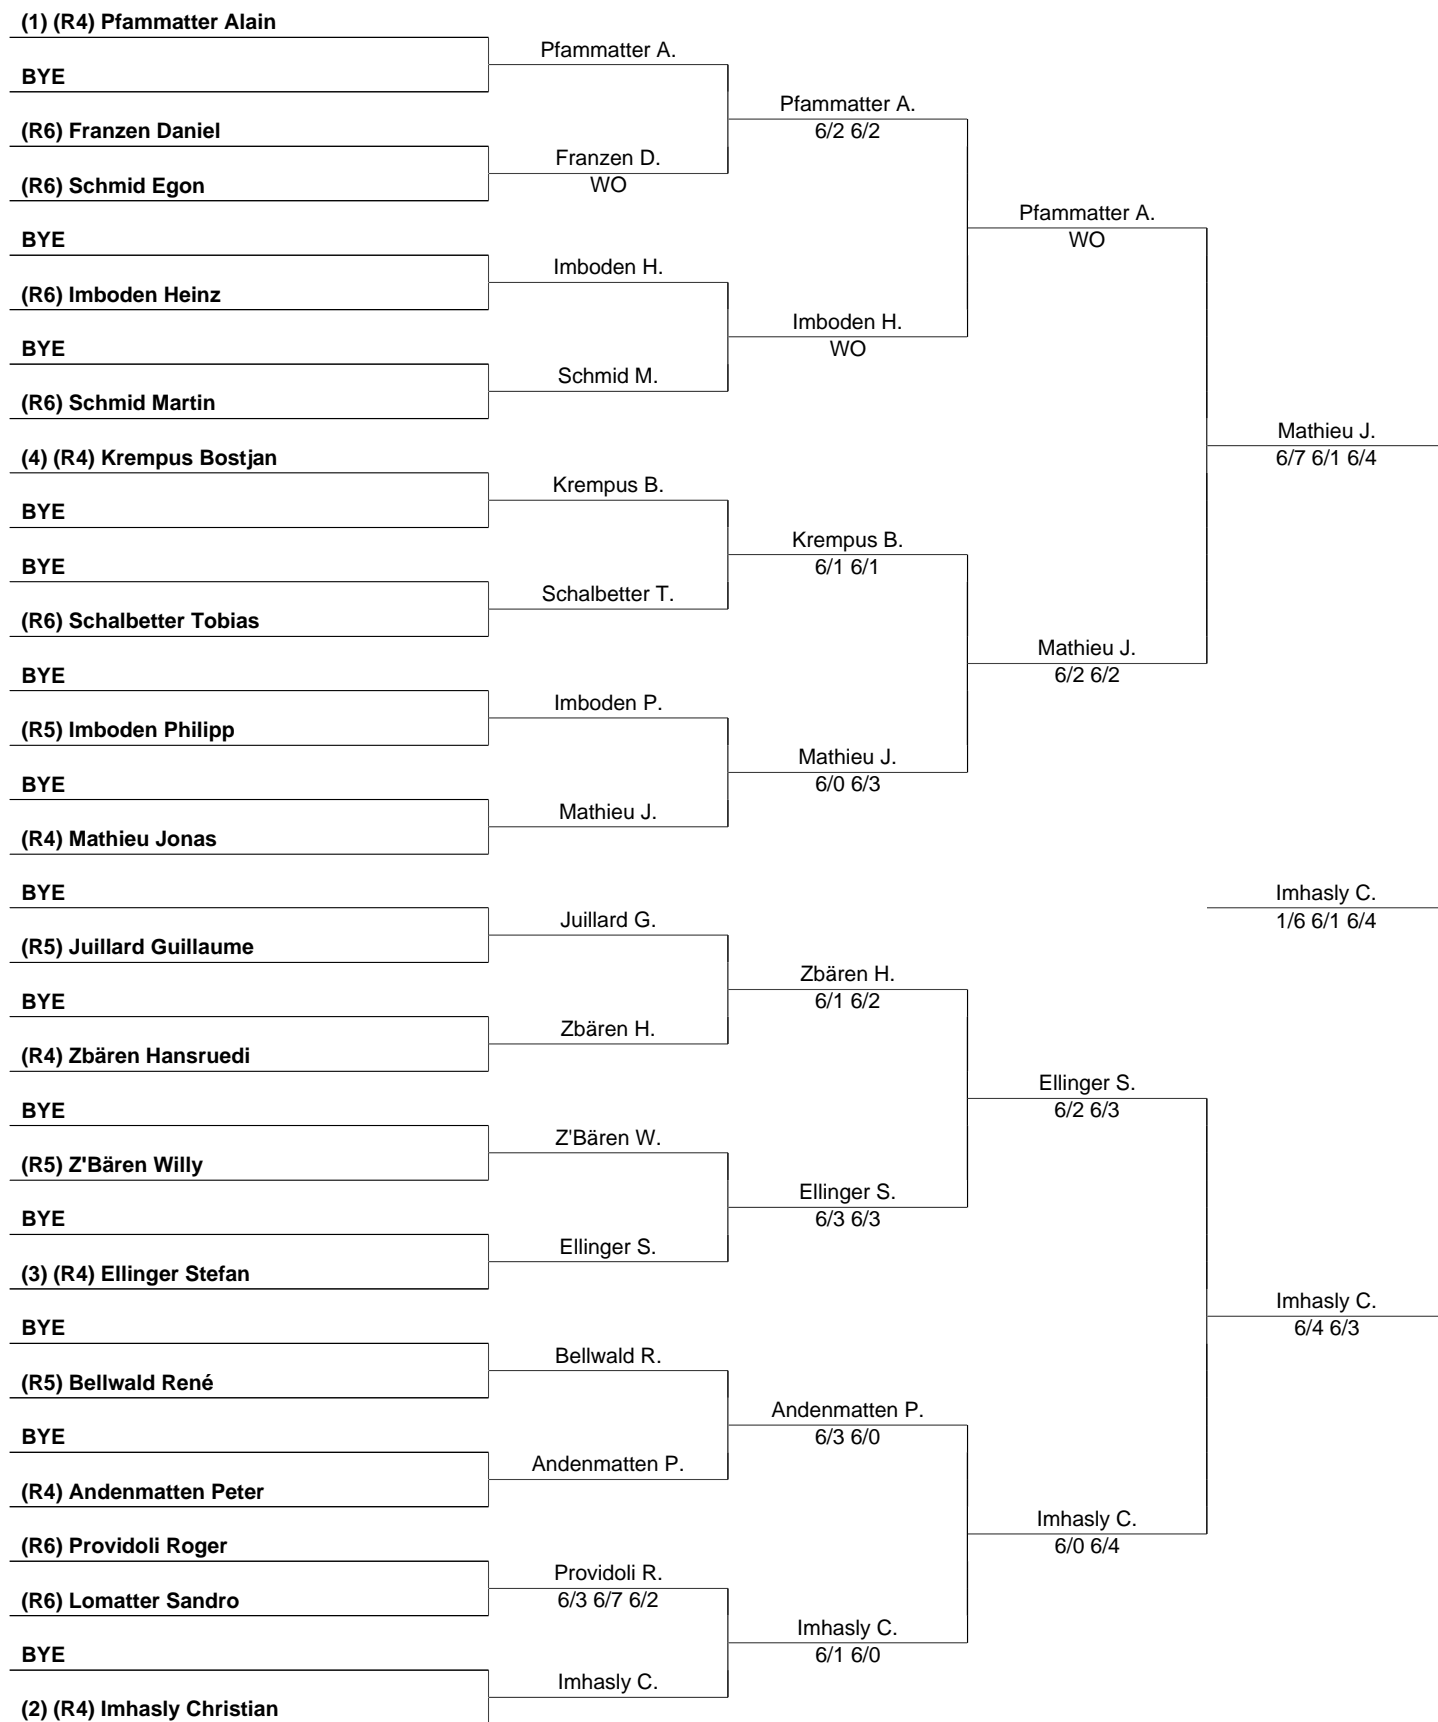 (1) (R4) Pfammatter Alain
Pfammatter A.
BYE
Pfammatter A.
6/2 6/2
(R6) Franzen Daniel
Franzen D.
WO
(R6) Schmid Egon
Pfammatter A.
WO
BYE
Imboden H.
(R6) Imboden Heinz
Imboden H.
WO
BYE
Schmid M.
(R6) Schmid Martin
Mathieu J.
6/7 6/1 6/4
(4) (R4) Krempus Bostjan
Krempus B.
BYE
Krempus B.
6/1 6/1
BYE
Schalbetter T.
(R6) Schalbetter Tobias
Mathieu J.
6/2 6/2
BYE
Imboden P.
(R5) Imboden Philipp
Mathieu J.
6/0 6/3
BYE
Mathieu J.
(R4) Mathieu Jonas
Imhasly C.
1/6 6/1 6/4
BYE
Juillard G.
(R5) Juillard Guillaume
Zbären H.
6/1 6/2
BYE
Zbären H.
(R4) Zbären Hansruedi
Ellinger S.
6/2 6/3
BYE
Z'Bären W.
(R5) Z'Bären Willy
Ellinger S.
6/3 6/3
BYE
Ellinger S.
(3) (R4) Ellinger Stefan
Imhasly C.
6/4 6/3
BYE
Bellwald R.
(R5) Bellwald René
Andenmatten P.
6/3 6/0
BYE
Andenmatten P.
(R4) Andenmatten Peter
Imhasly C.
6/0 6/4
(R6) Providoli Roger
Providoli R.
6/3 6/7 6/2
(R6) Lomatter Sandro
Imhasly C.
6/1 6/0
BYE
Imhasly C.
(2) (R4) Imhasly Christian